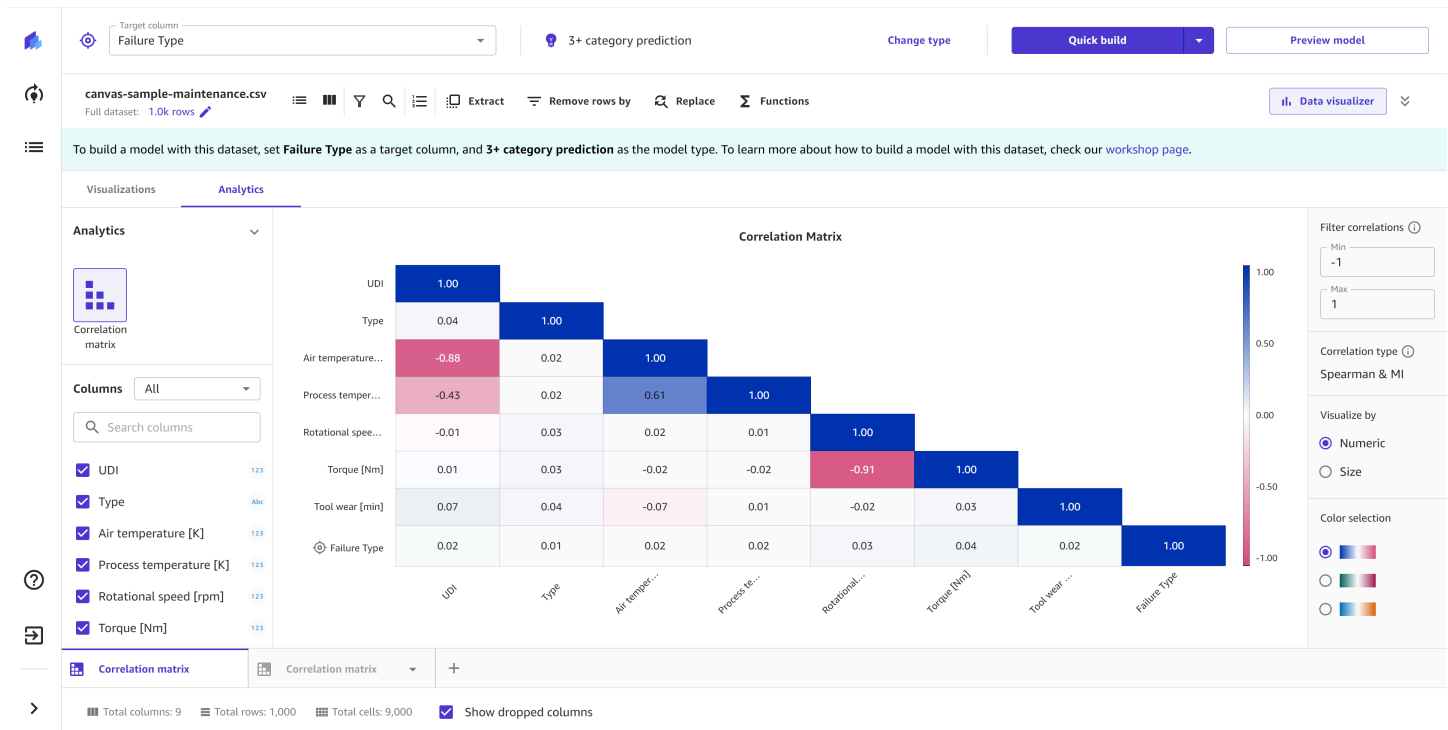 Target column
Failure Type
3+ category prediction
Change type
Quick build
Preview model
canvas-sample-maintenance.csv
Full dataset: 1.0k rows
Extract
Remove rows by
Replace
Functions
Data visualizer
To build a model with this dataset, set Failure Type as a target column, and 3+ category prediction as the model type. To learn more about how to build a model with this dataset, check our workshop page.
Visualizations
Analytics
Analytics
Correlation
matrix
Columns
All
Search columns
UDI 123
Type Abc
Air temperature [K] 123
Process temperature [K] 123
Rotational speed [rpm] 123
Torque [Nm] 123
Correlation Matrix
UDI 1.00
Type 0.04 1.00
Air temperature... -0.88 0.02 1.00
Process temper... -0.43 0.02 0.61 1.00
Rotational spee... -0.01 0.03 0.02 0.01 1.00
Torque [Nm] 0.01 0.03 -0.02 -0.02 -0.91 1.00
Tool wear [min] 0.07 0.04 -0.07 0.01 -0.02 0.03 1.00
Failure Type 0.02 0.01 0.02 0.02 0.03 0.04 0.02 1.00
UDI
Type
Air temper...
Process te...
Rotational...
Torque [Nm]
Tool wear ...
Failure Type
1.00
0.50
0.00
-0.50
-1.00
Filter correlations
Min
-1
Max
1
Correlation type
Spearman & MI
Visualize by
Numeric
Size
Color selection
Correlation matrix
Correlation matrix
Total columns: 9
Total rows: 1,000
Total cells: 9,000
Show dropped columns